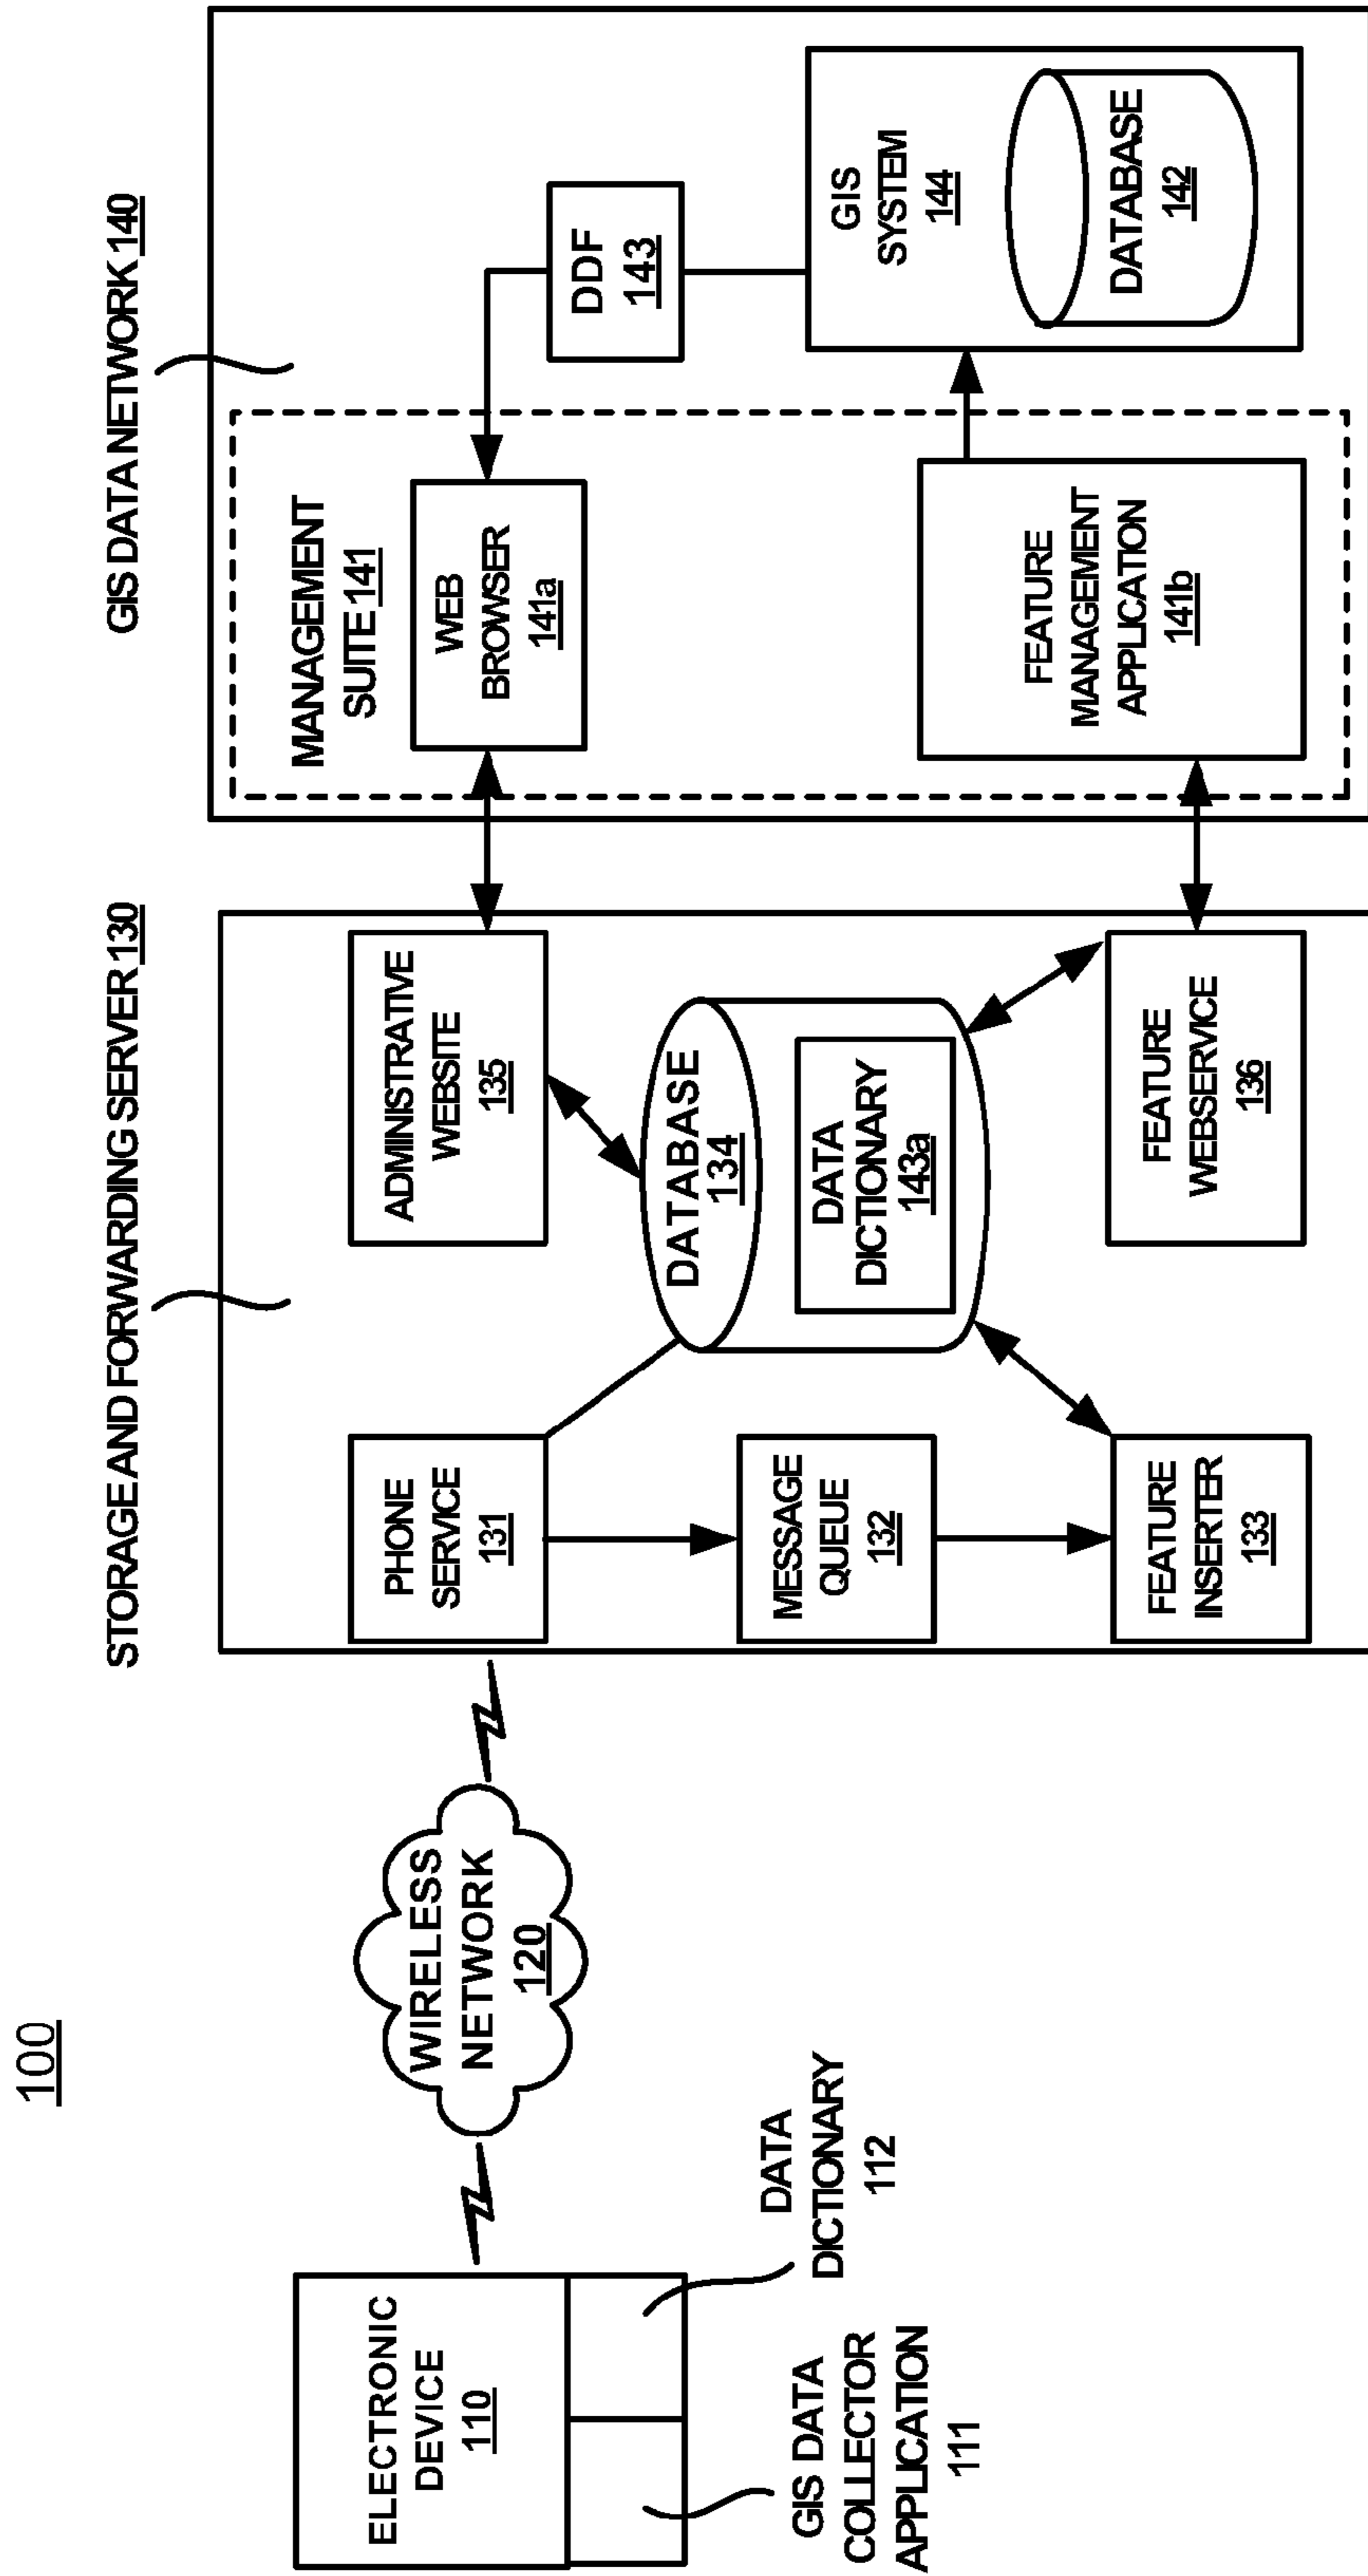 100
ELECTRONIC
DEVICE
110
GIS DATA
COLLECTOR
APPLICATION
111
DATA
DICTIONARY
112
WIRELESS
NETWORK
120
STORAGE AND FORWARDING SERVER 130
PHONE
SERVICE
131
MESSAGE
QUEUE
132
FEATURE
INSERTER
133
DATABASE
134
DATA
DICTIONARY
143a
ADMINISTRATIVE
WEBSITE
135
FEATURE
WEBSERVICE
136
GIS DATA NETWORK 140
MANAGEMENT
SUITE 141
WEB
BROWSER
141a
FEATURE
MANAGEMENT
APPLICATION
141b
DDF
143
GIS
SYSTEM
144
DATABASE
142